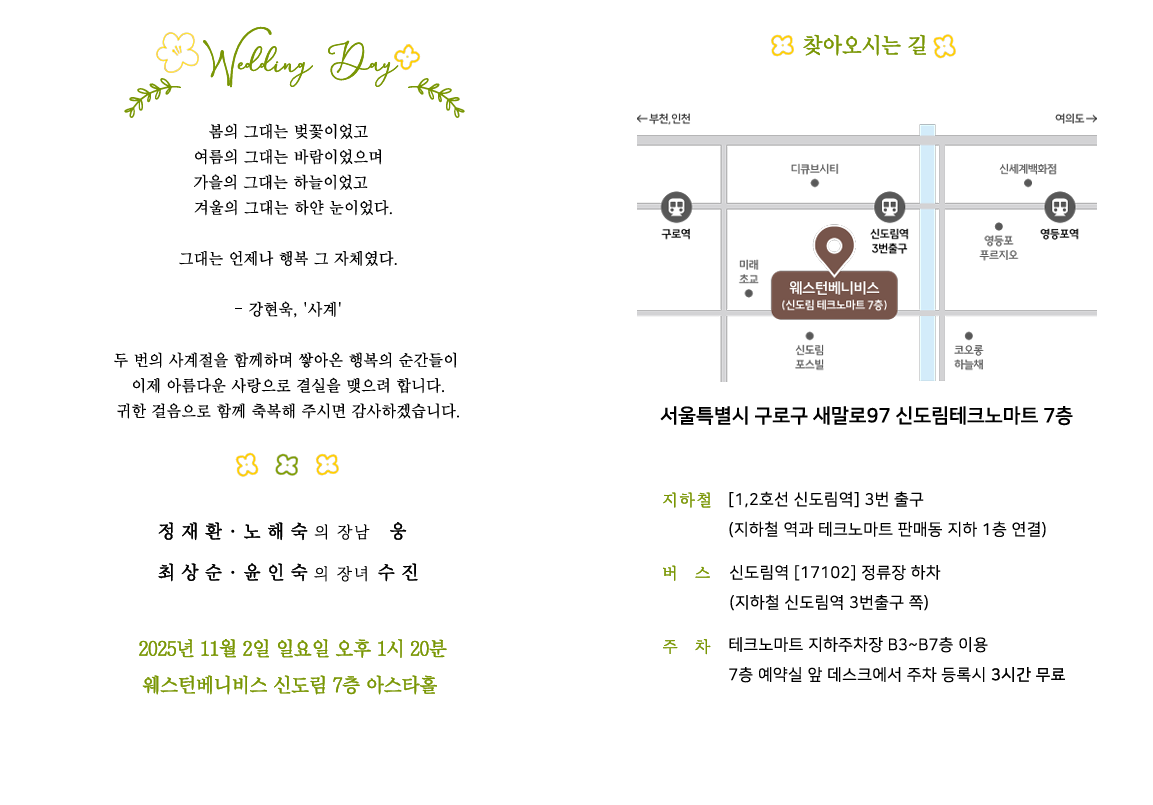 Wedding Day
봄의 그대는 벚꽃이었고
여름의 그대는 바람이었으며
가을의 그대는 하늘이었고
겨울의 그대는 하얀 눈이었다.
그대는 언제나 행복 그 자체였다.
- 강현욱, '사계'
두 번의 사계절을 함께하며 쌓아온 행복의 순간들이
이제 아름다운 사랑으로 결실을 맺으려 합니다.
귀한 걸음으로 함께 축복해 주시면 감사하겠습니다.
정재환·노해숙의 장남 웅
최상순·윤인숙의 장녀 수진
2025년 11월 2일 일요일 오후 1시 20분
웨스턴베니비스 신도림 7층 아스타홀
찾아오시는 길
←부천,인천
여의도→
디큐브시티
신세계백화점
구로역
신도림역
3번출구
영등포역
영등포
푸르지오
미래
초교
웨스턴베니비스
(신도림 테크노마트 7층)
신도림
포스빌
코오롱
하늘채
서울특별시 구로구 새말로97 신도림테크노마트 7층
지하철 [1,2호선 신도림역] 3번 출구
(지하철 역과 테크노마트 판매동 지하 1층 연결)
버 스 신도림역 [17102] 정류장 하차
(지하철 신도림역 3번출구 쪽)
주 차 테크노마트 지하주차장 B3~B7층 이용
7층 예약실 앞 데스크에서 주차 등록시 3시간 무료